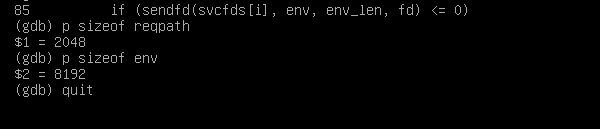 85          if (sendfd(svcfds[i], env, env_len, fd) <= 0)
(gdb) p sizeof reqpath
$1 = 2048
(gdb) p sizeof env
$2 = 8192
(gdb) quit